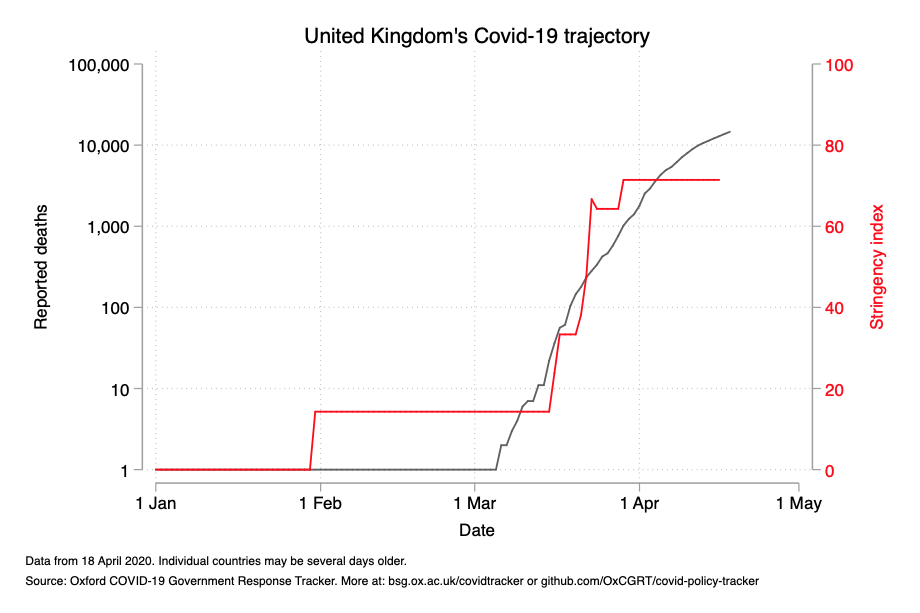 United Kingdom's Covid-19 trajectory
100,000
10,000
1,000
100
10
1
Reported deaths
100
80
60
40
20
0
Stringency index
1 Jan
1 Feb
1 Mar
1 Apr
1 May
Date
Data from 18 April 2020. Individual countries may be several days older.
Source: Oxford COVID-19 Government Response Tracker. More at: bsg.ox.ac.uk/covidtracker or github.com/OxCGRT/covid-policy-tracker